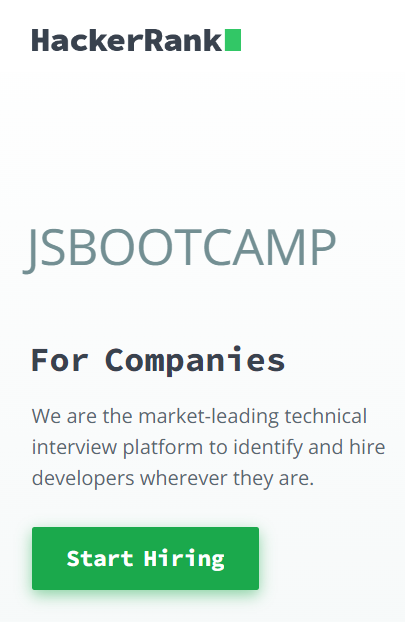 HackerRank
JSBOOTCAMP
For Companies
We are the market-leading technical
interview platform to identify and hire
developers wherever they are.
Start Hiring